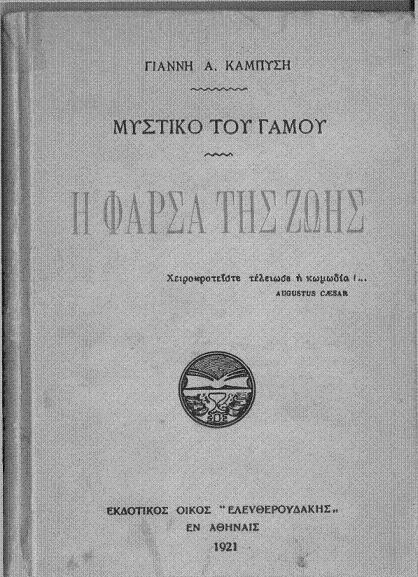 ΓΙΑΝΝΗ Α. ΚΑΜΠΥΣΗ
ΜΥΣΤΙΚΟ ΤΟΥ ΓΑΜΟΥ
Η ΦΑΡΣΑ ΤΗΣ ΖΩΗΣ
Χειροκροτεῖστε τέλειωσε ἡ κωμωδία !...
AUGUSTUS CÆSAR
ΕΚΔΟΤΙΚΟΣ ΟΙΚΟΣ "ΕΛΕΥΘΕΡΟΥΔΑΚΗΣ„
ΕΝ ΑΘΗΝΑΙΣ
1921